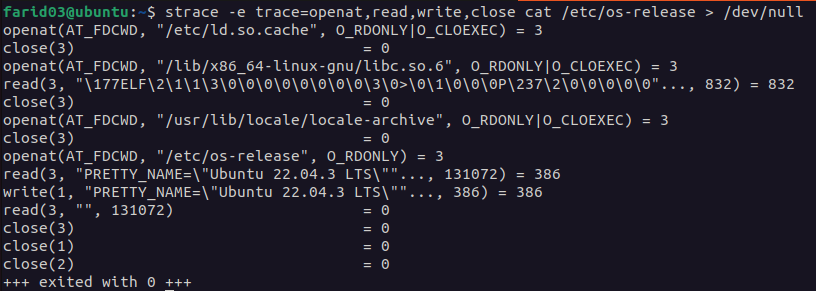 farid03@ubuntu:~$ strace -e trace=openat,read,write,close cat /etc/os-release > /dev/null
openat(AT_FDCWD, "/etc/ld.so.cache", O_RDONLY|O_CLOEXEC) = 3
close(3)                                = 0
openat(AT_FDCWD, "/lib/x86_64-linux-gnu/libc.so.6", O_RDONLY|O_CLOEXEC) = 3
read(3, "\177ELF\2\1\1\3\0\0\0\0\0\0\0\0\3\0>\0\1\0\0\0P\237\2\0\0\0\0\0"..., 832) = 832
close(3)                                = 0
openat(AT_FDCWD, "/usr/lib/locale/locale-archive", O_RDONLY|O_CLOEXEC) = 3
close(3)                                = 0
openat(AT_FDCWD, "/etc/os-release", O_RDONLY) = 3
read(3, "PRETTY_NAME=\"Ubuntu 22.04.3 LTS\""..., 131072) = 386
write(1, "PRETTY_NAME=\"Ubuntu 22.04.3 LTS\""..., 386) = 386
read(3, "", 131072)                     = 0
close(3)                                = 0
close(1)                                = 0
close(2)                                = 0
+++ exited with 0 +++